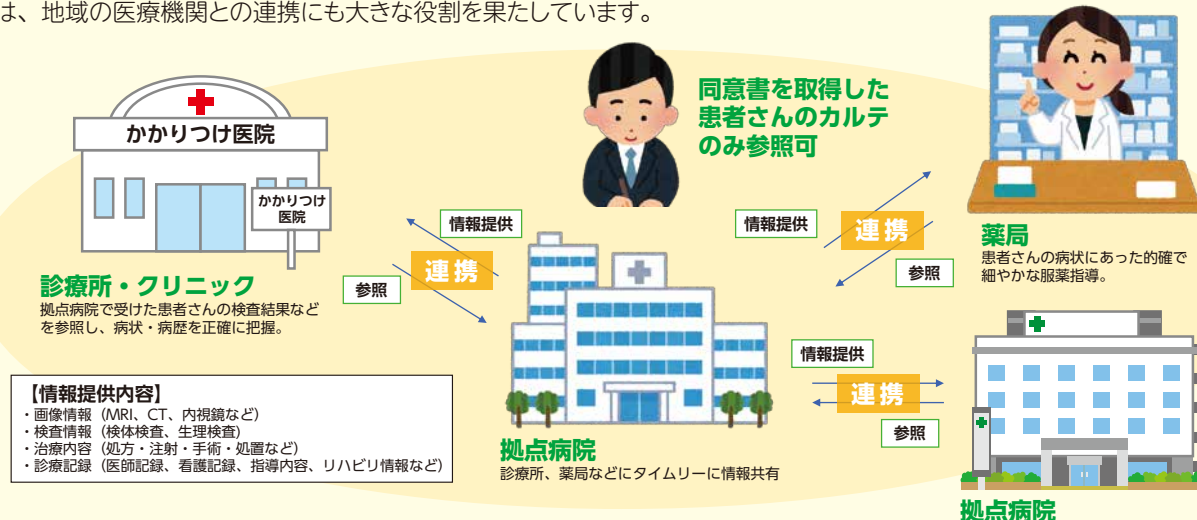 は、地域の医療機関との連携にも大きな役割を果たしています。
かかりつけ医院
かかりつけ
医院
同意書を取得した
患者さんのカルテ
のみ参照可
情報提供
連携
参照
情報提供
連携
参照
薬局
患者さんの病状にあった的確で
細やかな服薬指導。
診療所・クリニック
拠点病院で受けた患者さんの検査結果など
を参照し、病状・病歴を正確に把握。
情報提供
連携
参照
【情報提供内容】
・画像情報（MRI、CT、内視鏡など）
・検査情報（検体検査、生理検査)
・治療内容（処方・注射・手術・処置など）
・診療記録（医師記録、看護記録、指導内容、リハビリ情報など）
拠点病院
診療所、薬局などにタイムリーに情報共有
拠点病院